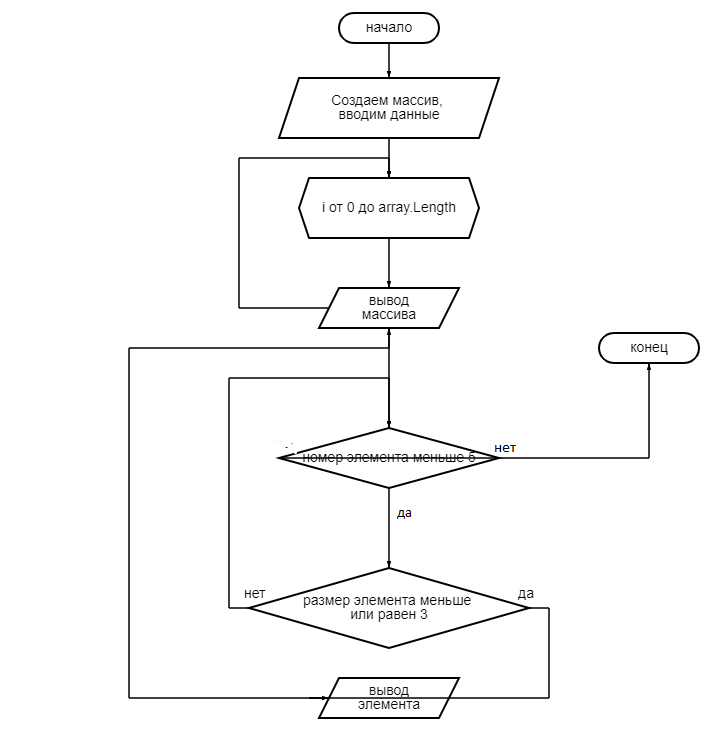 начало
Создаем массив,
вводим данные
i от 0 до array.Length
вывод
массива
конец
номер элемента меньше 5
нет
да
нет
размер элемента меньше
или равен 3
да
вывод
элемента